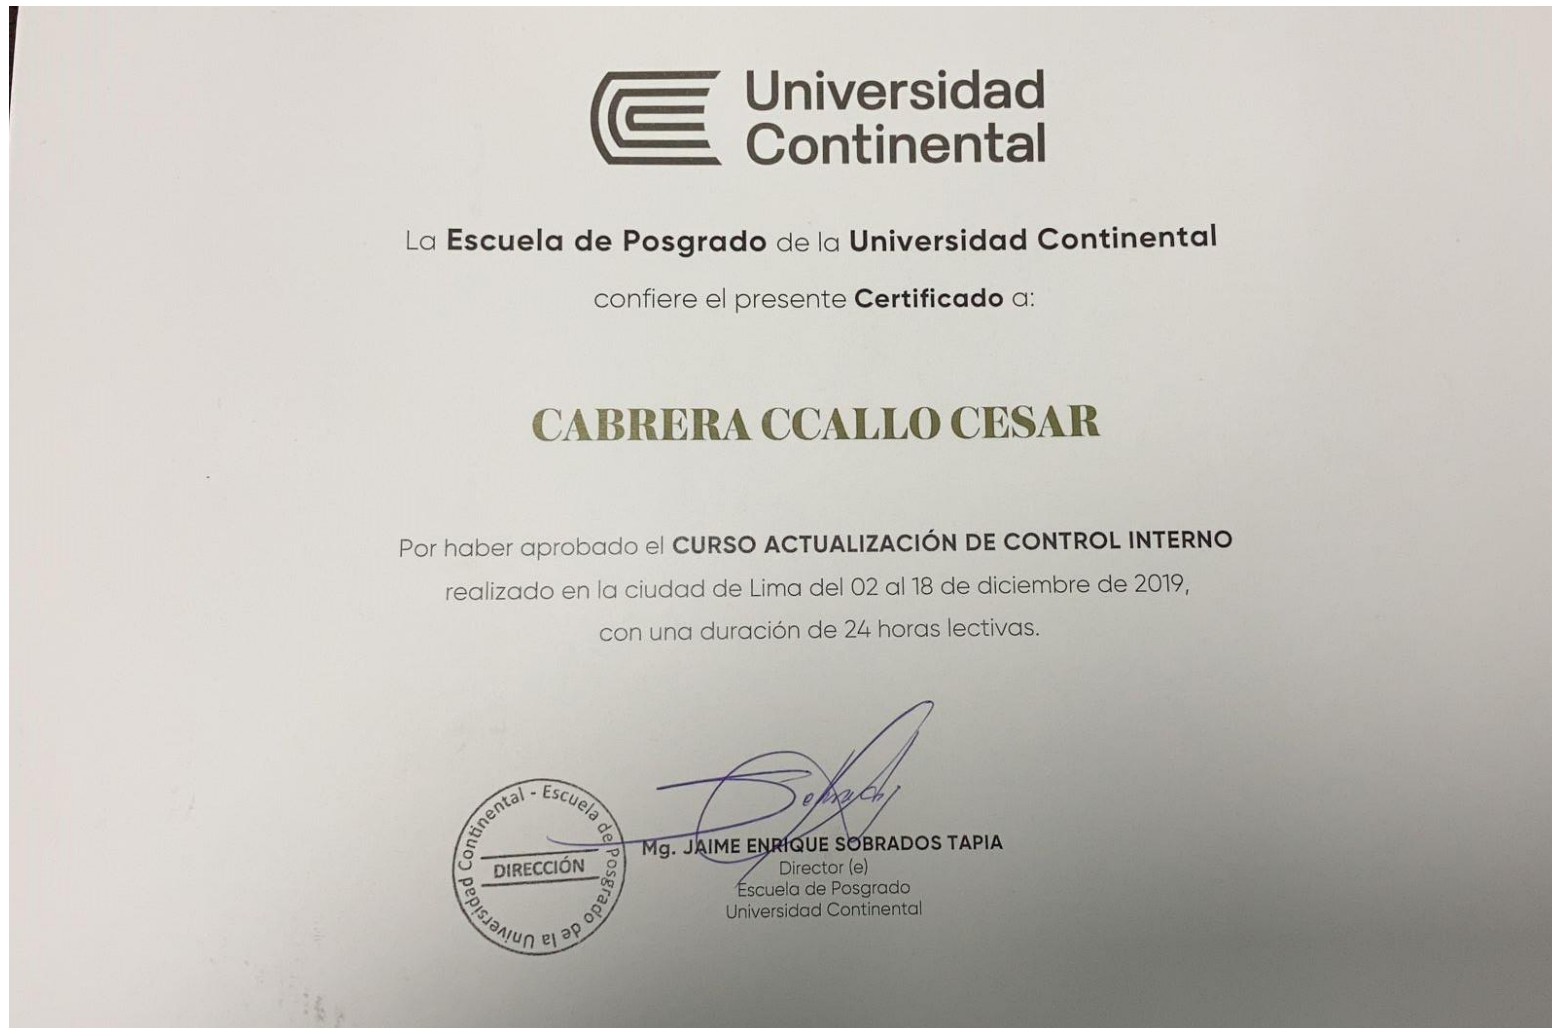 Universidad
Continental
La Escuela de Posgrado de la Universidad Continental
confiere el presente Certificado a:
CABRERA CCALLO CESAR
Por haber aprobado el CURSO ACTUALIZACIÓN DE CONTROL INTERNO
realizado en la ciudad de Lima del 02 al 18 de diciembre de 2019,
con una duración de 24 horas lectivas.
Universidad Continental - Escuela de Posgrado de la
DIRECCIÓN
Mg. JAIME ENRIQUE SOBRADOS TAPIA
Director (e)
Escuela de Posgrado
Universidad Continental